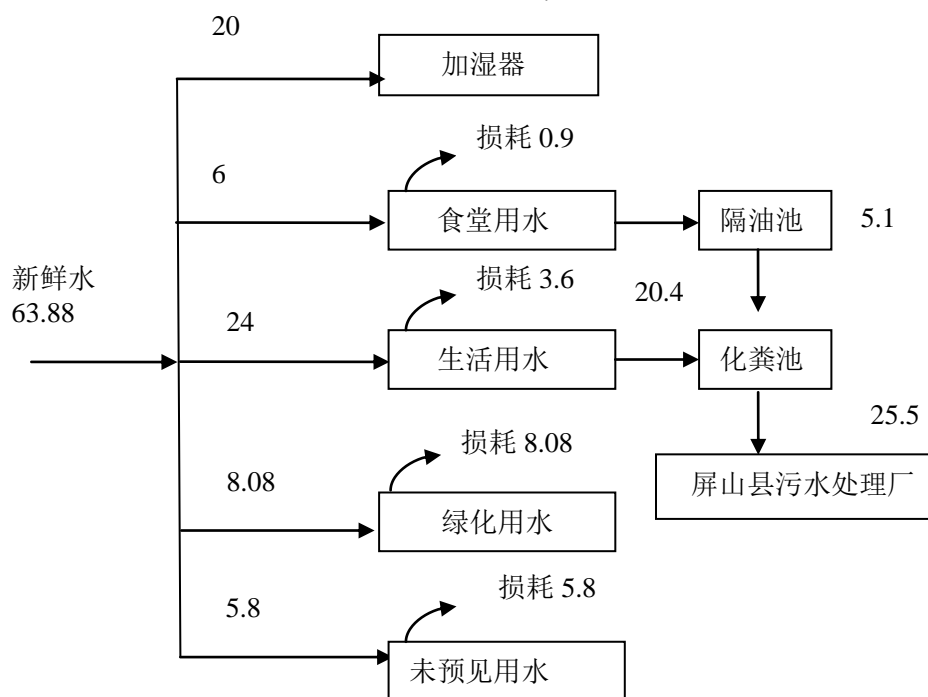 20
加湿器
损耗 0.9
6
食堂用水
隔油池
5.1
新鲜水
63.88
损耗 3.6
20.4
24
生活用水
化粪池
25.5
损耗 8.08
8.08
屏山县污水处理厂
绿化用水
损耗 5.8
5.8
未预见用水